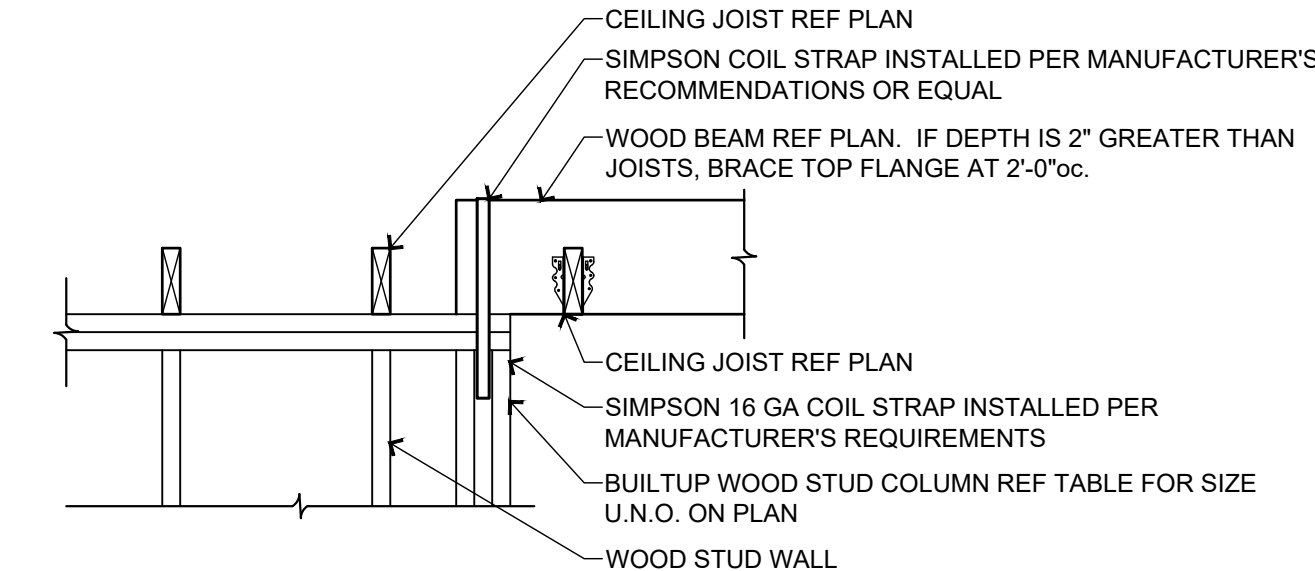 CEILING JOIST REF PLAN
SIMPSON COIL STRAP INSTALLED PER MANUFACTURER'S
RECOMMENDATIONS OR EQUAL
WOOD BEAM REF PLAN.  IF DEPTH IS 2" GREATER THAN
JOISTS, BRACE TOP FLANGE AT 2'-0"oc.
CEILING JOIST REF PLAN
SIMPSON 16 GA COIL STRAP INSTALLED PER
MANUFACTURER'S REQUIREMENTS
BUILTUP WOOD STUD COLUMN REF TABLE FOR SIZE
U.N.O. ON PLAN
WOOD STUD WALL